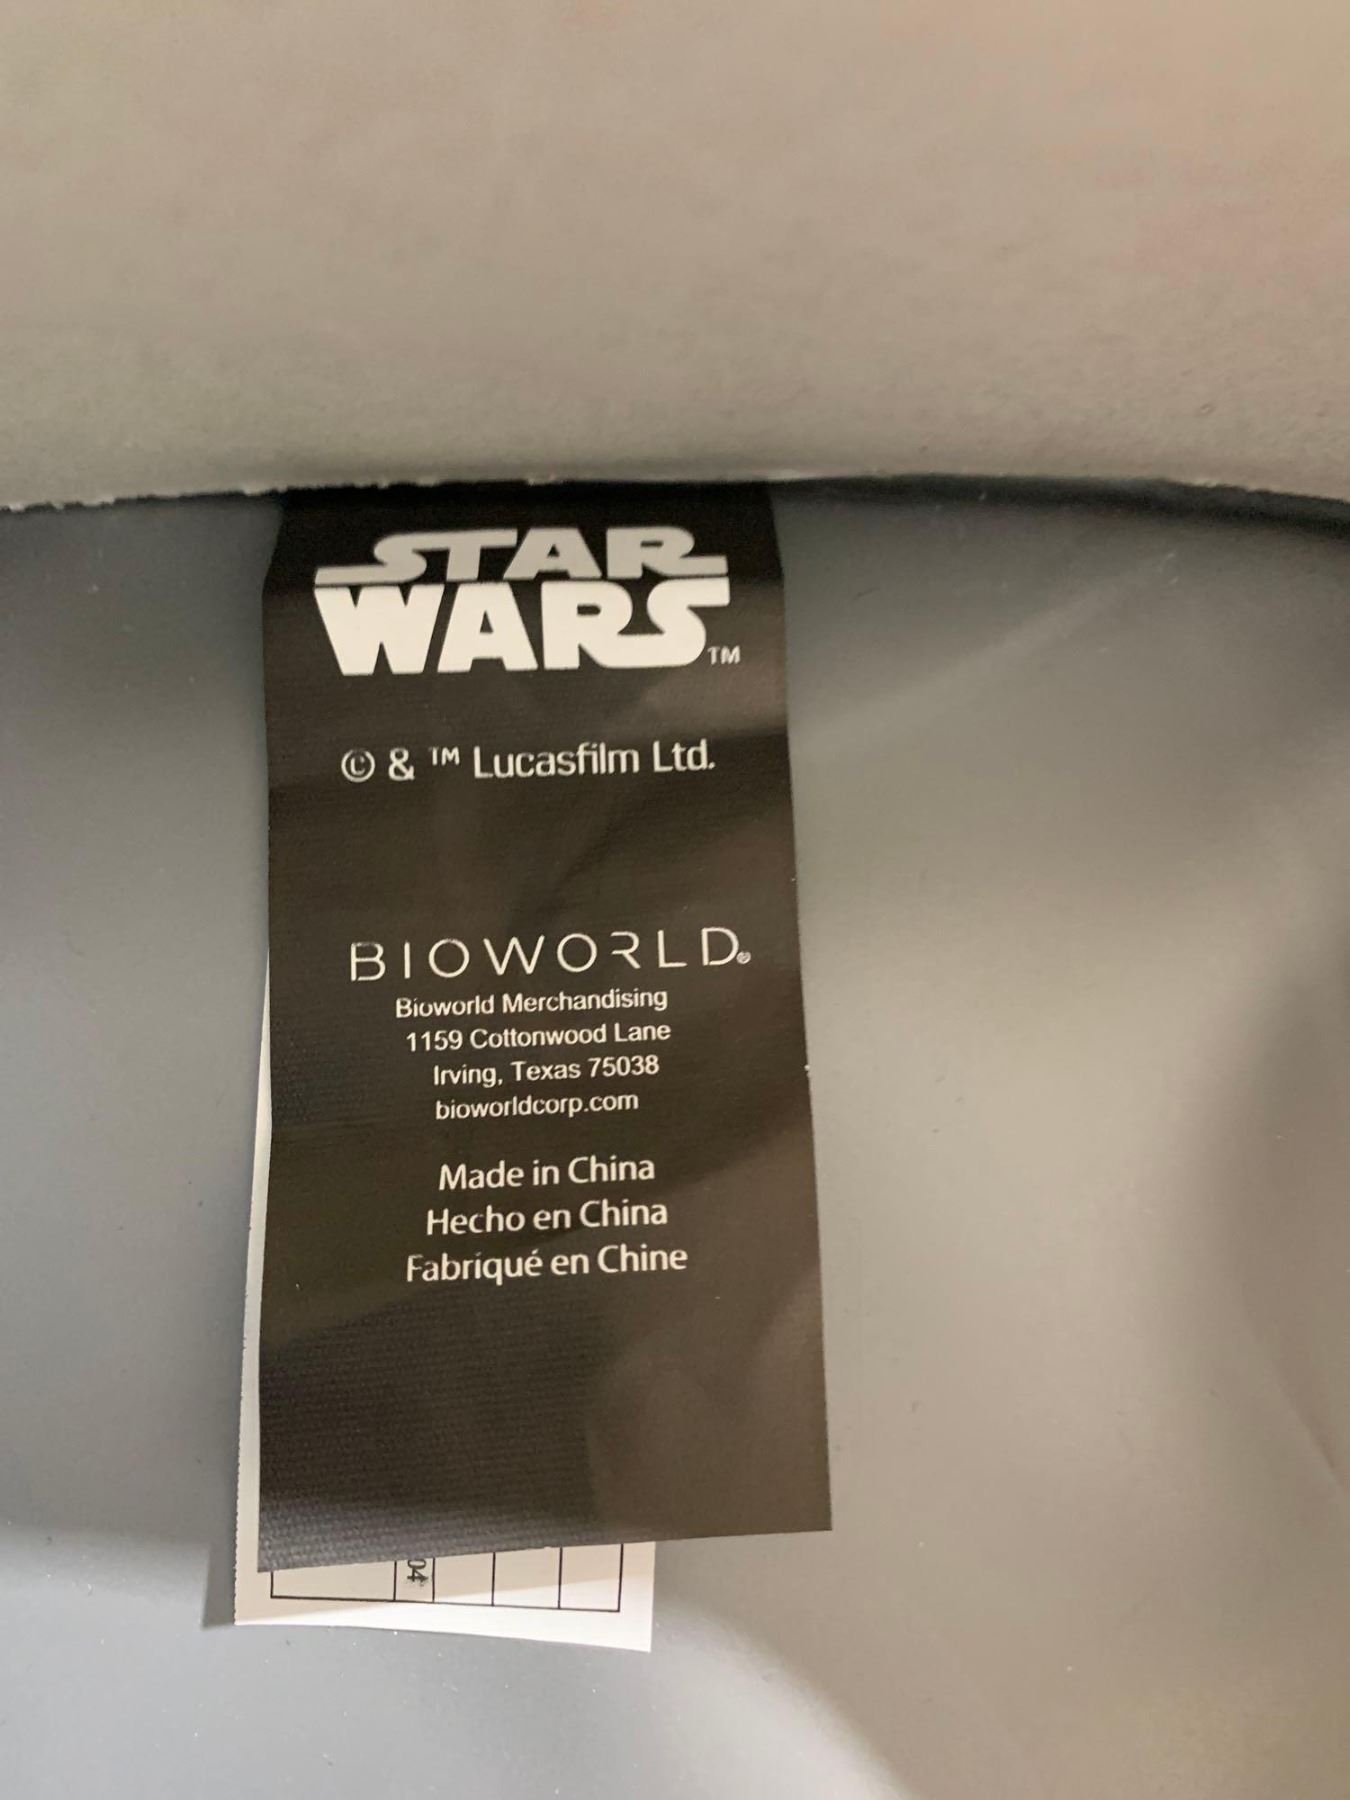 STAR
WARS™
© & ™ Lucasfilm Ltd.
BIOWORLD®
Bioworld Merchandising
1159 Cottonwood Lane
Irving, Texas 75038
bioworldcorp.com
Made in China
Hecho en China
Fabriqué en Chine
04